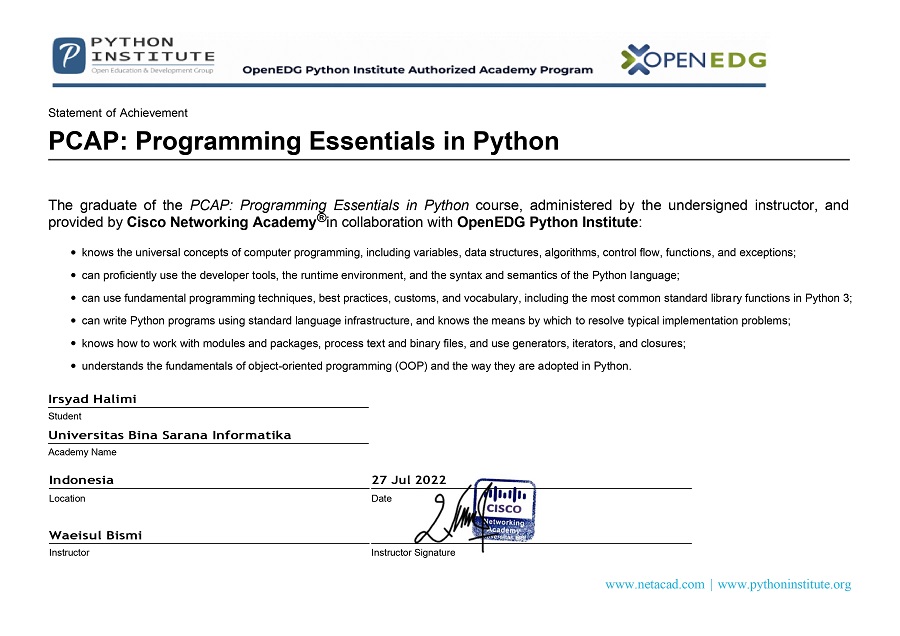 PYTHON
INSTITUTE
Open Education & Development Group
OpenEDG Python Institute Authorized Academy Program
OPENEDG
Statement of Achievement
PCAP: Programming Essentials in Python
The graduate of the PCAP: Programming Essentials in Python course, administered by the undersigned instructor, and
provided by Cisco Networking Academy®in collaboration with OpenEDG Python Institute:
• knows the universal concepts of computer programming, including variables, data structures, algorithms, control flow, functions, and exceptions;
• can proficiently use the developer tools, the runtime environment, and the syntax and semantics of the Python language;
• can use fundamental programming techniques, best practices, customs, and vocabulary, including the most common standard library functions in Python 3;
• can write Python programs using standard language infrastructure, and knows the means by which to resolve typical implementation problems;
• knows how to work with modules and packages, process text and binary files, and use generators, iterators, and closures;
• understands the fundamentals of object-oriented programming (OOP) and the way they are adopted in Python.
Irsyad Halimi
Student
Universitas Bina Sarana Informatika
Academy Name
Indonesia
27 Jul 2022
Location
Date
CISCO
Networking
Academy
Waeisul Bismi
Instructor
Instructor Signature
www.netacad.com | www.pythoninstitute.org